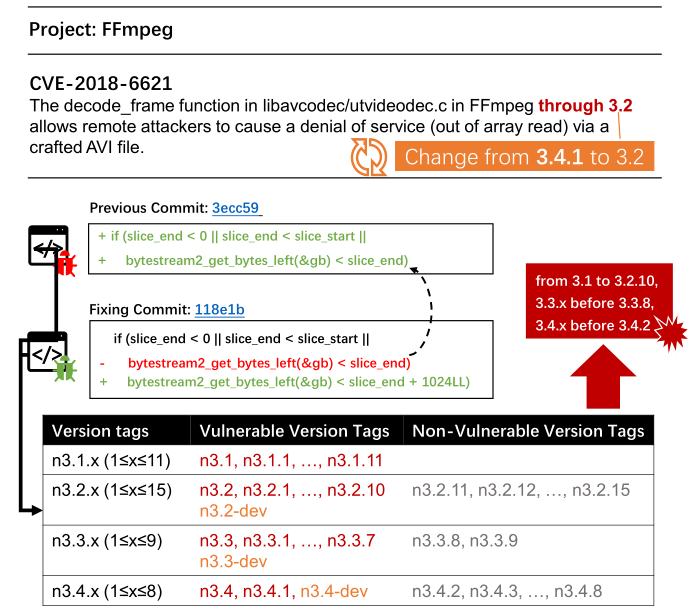 Project: FFmpeg
CVE-2018-6621
The decode_frame function in libavcodec/utvideodec.c in FFmpeg through 3.2
allows remote attackers to cause a denial of service (out of array read) via a
crafted AVI file.
Change from 3.4.1 to 3.2
Previous Commit: 3ecc59
+ if (slice_end < 0 || slice_end < slice_start ||
+ bytestream2_get_bytes_left(&gb) < slice_end)
</>
Fixing Commit: 118e1b
if (slice_end < 0 || slice_end < slice_start ||
- bytestream2_get_bytes_left(&gb) < slice_end)
+ bytestream2_get_bytes_left(&gb) < slice_end + 1024LL)
</>
from 3.1 to 3.2.10,
3.3.x before 3.3.8,
3.4.x before 3.4.2
Version tags Vulnerable Version Tags Non-Vulnerable Version Tags
n3.1.x (1≤x≤11) n3.1, n3.1.1, …, n3.1.11
n3.2.x (1≤x≤15) n3.2, n3.2.1, …, n3.2.10 n3.2.11, n3.2.12, …, n3.2.15
n3.2-dev
n3.3.x (1≤x≤9) n3.3, n3.3.1, …, n3.3.7 n3.3.8, n3.3.9
n3.3-dev
n3.4.x (1≤x≤8) n3.4, n3.4.1, n3.4-dev n3.4.2, n3.4.3, …, n3.4.8